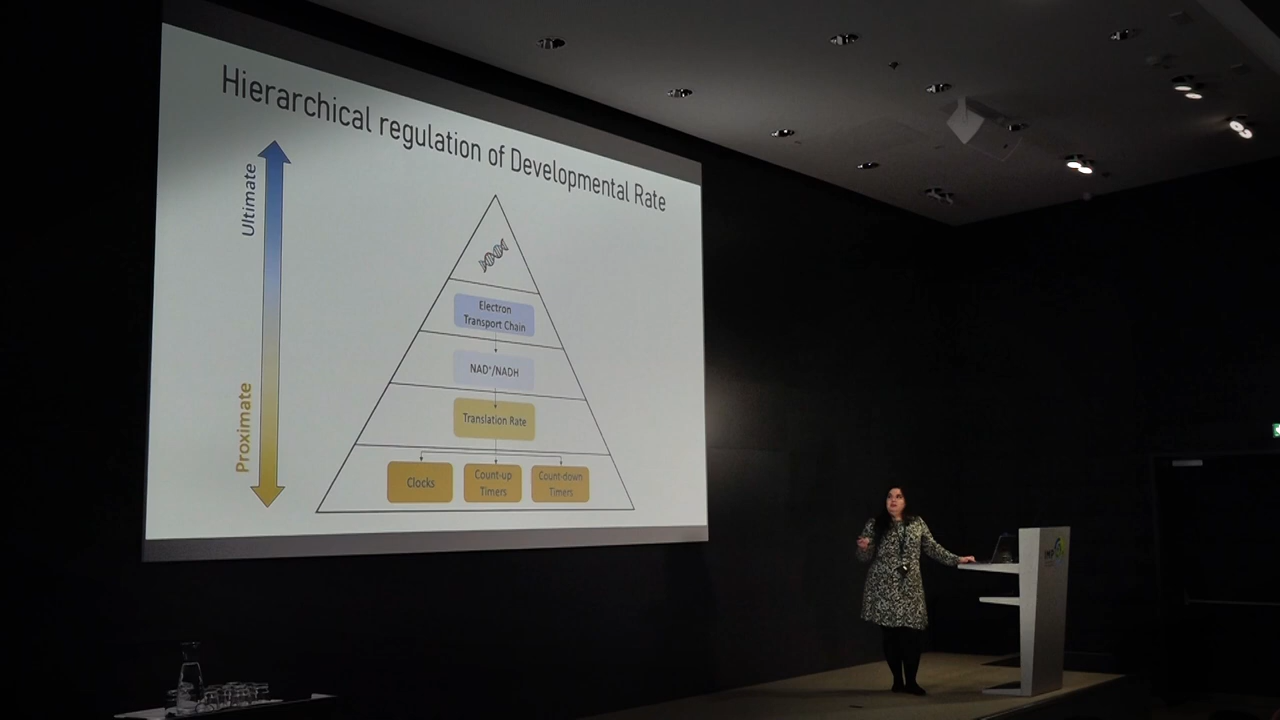 Hierarchical regulation of Developmental Rate
Ultimate
Proximate
Electron
Transport Chain
NAD⁺/NADH
Translation Rate
Clocks
Count-up
Timers
Count-down
Timers
IMP